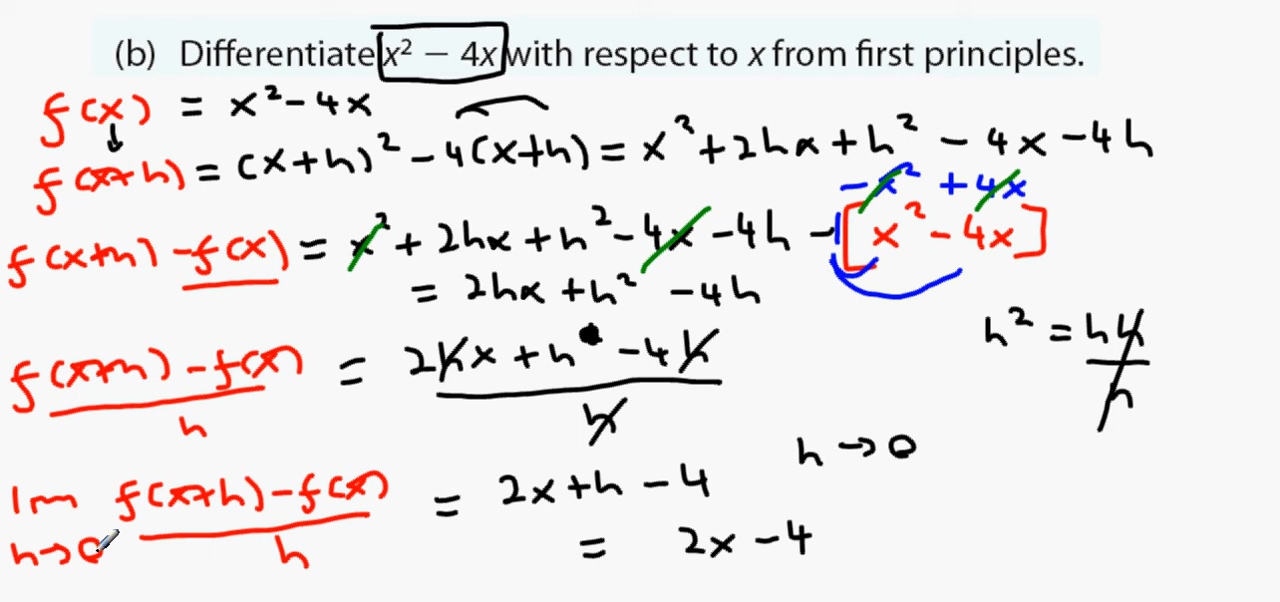 (b) Differentiate x² − 4x with respect to x from first principles.
f(x) = x² - 4x
f(x+h) = (x+h)² - 4(x+h) = x² + 2hx + h² - 4x - 4h
- x² + 4x
f(x+h) - f(x) = x² + 2hx + h² - 4x - 4h - [x² - 4x]
= 2hx + h² - 4h
h² = hh
h
f(x+h) - f(x) = 2hx + h - 4h
h h
h → 0
lm f(x+h) - f(x) = 2x + h - 4
h → 0 h = 2x - 4